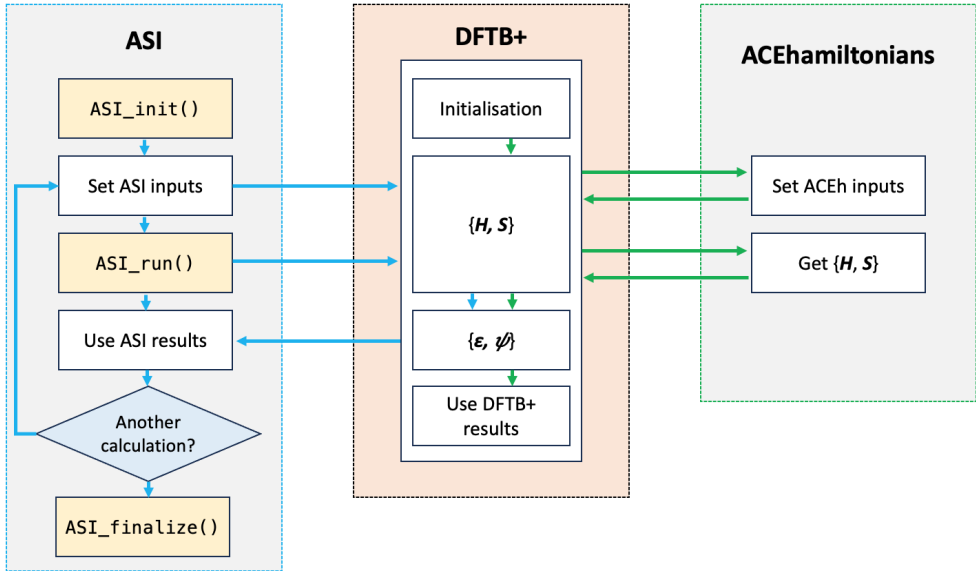 ASI
ASI_init()
Set ASI inputs
ASI_run()
Use ASI results
Another
calculation?
ASI_finalize()
DFTB+
Initialisation
{H, S}
{ε, ψ}
Use DFTB+
results
ACEhamiltonians
Set ACEh inputs
Get {H, S}